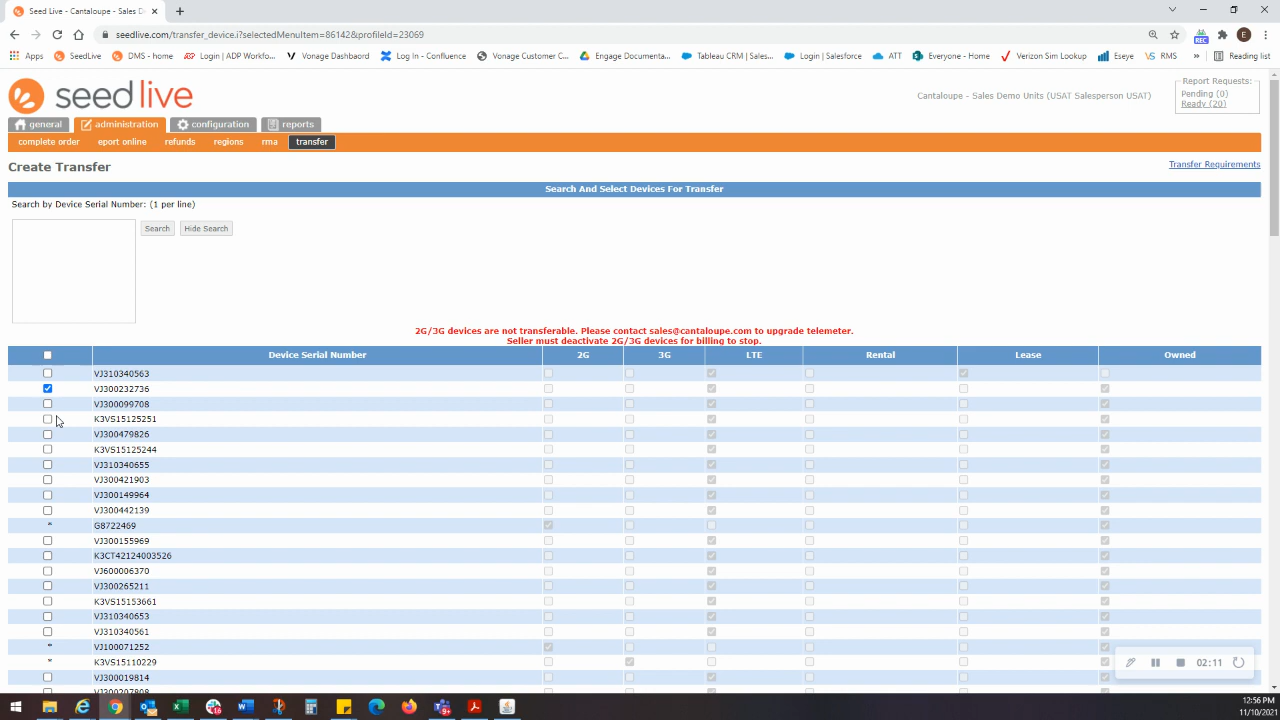 Seed Live - Cantaloupe - Sales D
seedlive.com/transfer_device.i?selectedMenuItem=86142&profileId=23069
REC
E
Apps
SeedLive
DMS - home
Login | ADP Workfo...
Vonage Dashbaord
Log In - Confluence
Vonage Customer C...
Engage Documenta...
Tableau CRM | Sales...
Login | Salesforce
ATT
Everyone - Home
Verizon Sim Lookup
Eseye
RMS
»
Reading list
seed live
Cantaloupe - Sales Demo Units (USAT Salesperson USAT)
Report Requests:
Pending (0)
Ready (20)
general
administration
configuration
reports
complete order
eport online
refunds
regions
rma
transfer
Create Transfer
Transfer Requirements
Search And Select Devices For Transfer
Search by Device Serial Number: (1 per line)
Search
Hide Search
2G/3G devices are not transferable. Please contact sales@cantaloupe.com to upgrade telemeter.
Seller must deactivate 2G/3G devices for billing to stop.
Device Serial Number 2G 3G LTE Rental Lease Owned
VJ310340563
VJ300232736
VJ300099708
K3VS15125251
VJ300479826
K3VS15125244
VJ310340655
VJ300421903
VJ300149964
VJ300442139
* G8722469
VJ300155969
K3CT42124003526
VJ600006370
VJ300265211
K3VS15153661
VJ310340653
VJ310340561
* VJ100071252
* K3VS15110229
VJ300019814
VJ300207808
02:11
12:56 PM
11/10/2021